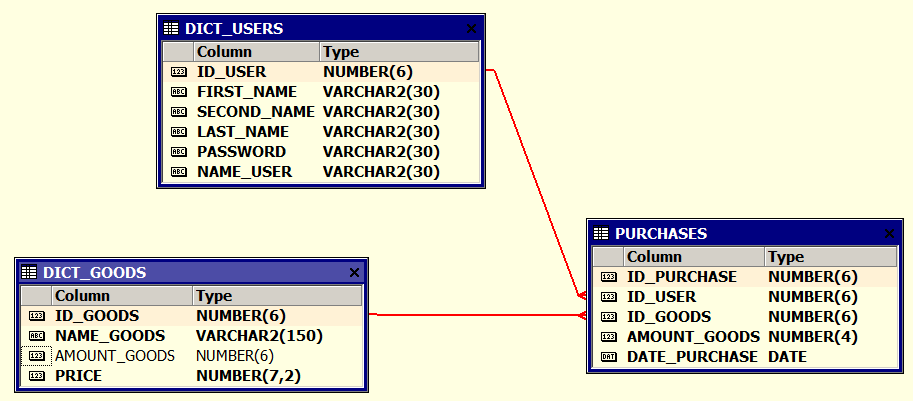 DICT_USERS
Column Type
ID_USER NUMBER(6)
FIRST_NAME VARCHAR2(30)
SECOND_NAME VARCHAR2(30)
LAST_NAME VARCHAR2(30)
PASSWORD VARCHAR2(30)
NAME_USER VARCHAR2(30)
PURCHASES
Column Type
ID_PURCHASE NUMBER(6)
ID_USER NUMBER(6)
ID_GOODS NUMBER(6)
AMOUNT_GOODS NUMBER(4)
DATE_PURCHASE DATE
DICT_GOODS
Column Type
ID_GOODS NUMBER(6)
NAME_GOODS VARCHAR2(150)
AMOUNT_GOODS NUMBER(6)
PRICE NUMBER(7,2)